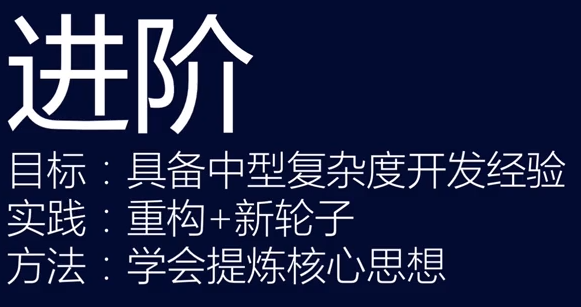 进阶
目标：具备中型复杂度开发经验
实践：重构+新轮子
方法：学会提炼核心思想